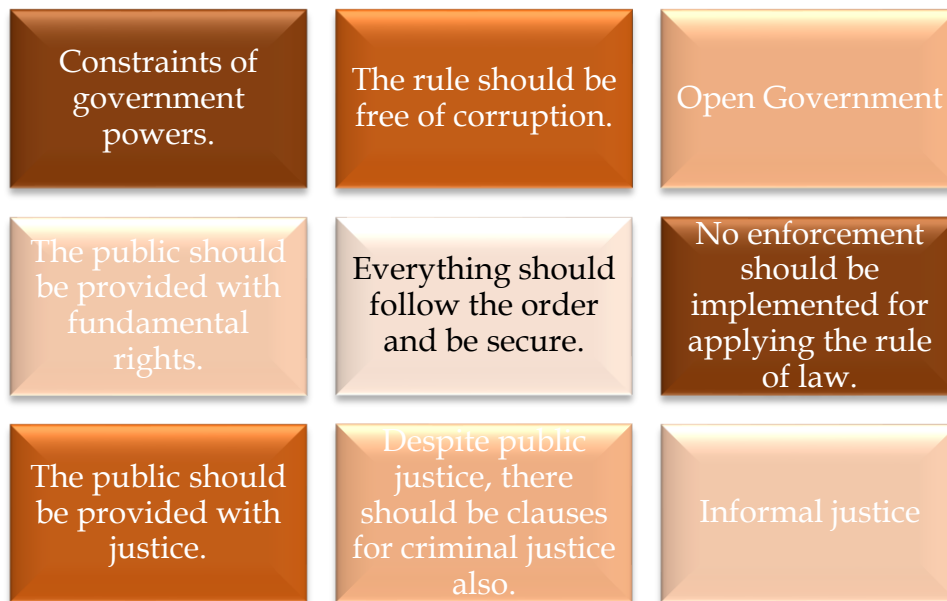 Constraints of
government
powers.
The rule should be
free of corruption.
Open Government
The public should
be provided with
fundamental
rights.
Everything should
follow the order
and be secure.
No enforcement
should be
implemented for
applying the rule
of law.
The public should
be provided with
justice.
Despite public
justice, there
should be clauses
for criminal justice
also.
Informal justice